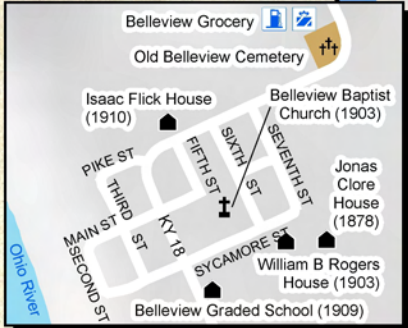 Belleview Grocery
Old Belleview Cemetery
Isaac Flick House
(1910)
Belleview Baptist
Church (1903)
PIKE ST
FIFTH ST
SIXTH ST
SEVENTH ST
Jonas
Clore
House
(1878)
THIRD ST
KY 18
MAIN ST
SECOND ST
SYCAMORE ST
Ohio River
William B Rogers
House (1903)
Belleview Graded School (1909)